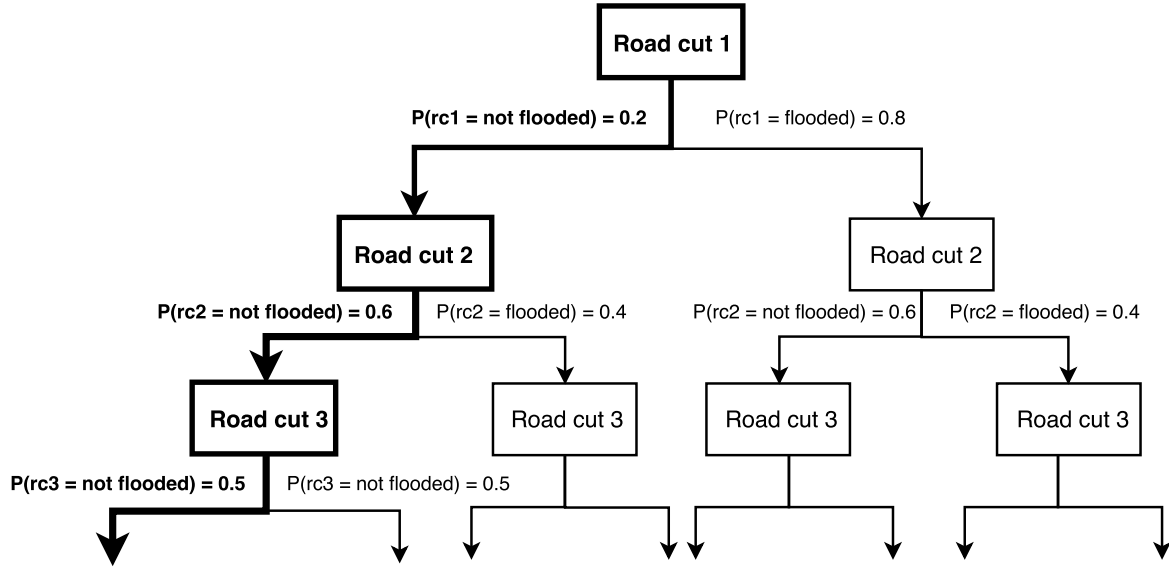 Road cut 1
P(rc1 = not flooded) = 0.2
P(rc1 = flooded) = 0.8
Road cut 2
Road cut 2
P(rc2 = not flooded) = 0.6
P(rc2 = flooded) = 0.4
P(rc2 = not flooded) = 0.6
P(rc2 = flooded) = 0.4
Road cut 3
Road cut 3
Road cut 3
Road cut 3
P(rc3 = not flooded) = 0.5
P(rc3 = not flooded) = 0.5